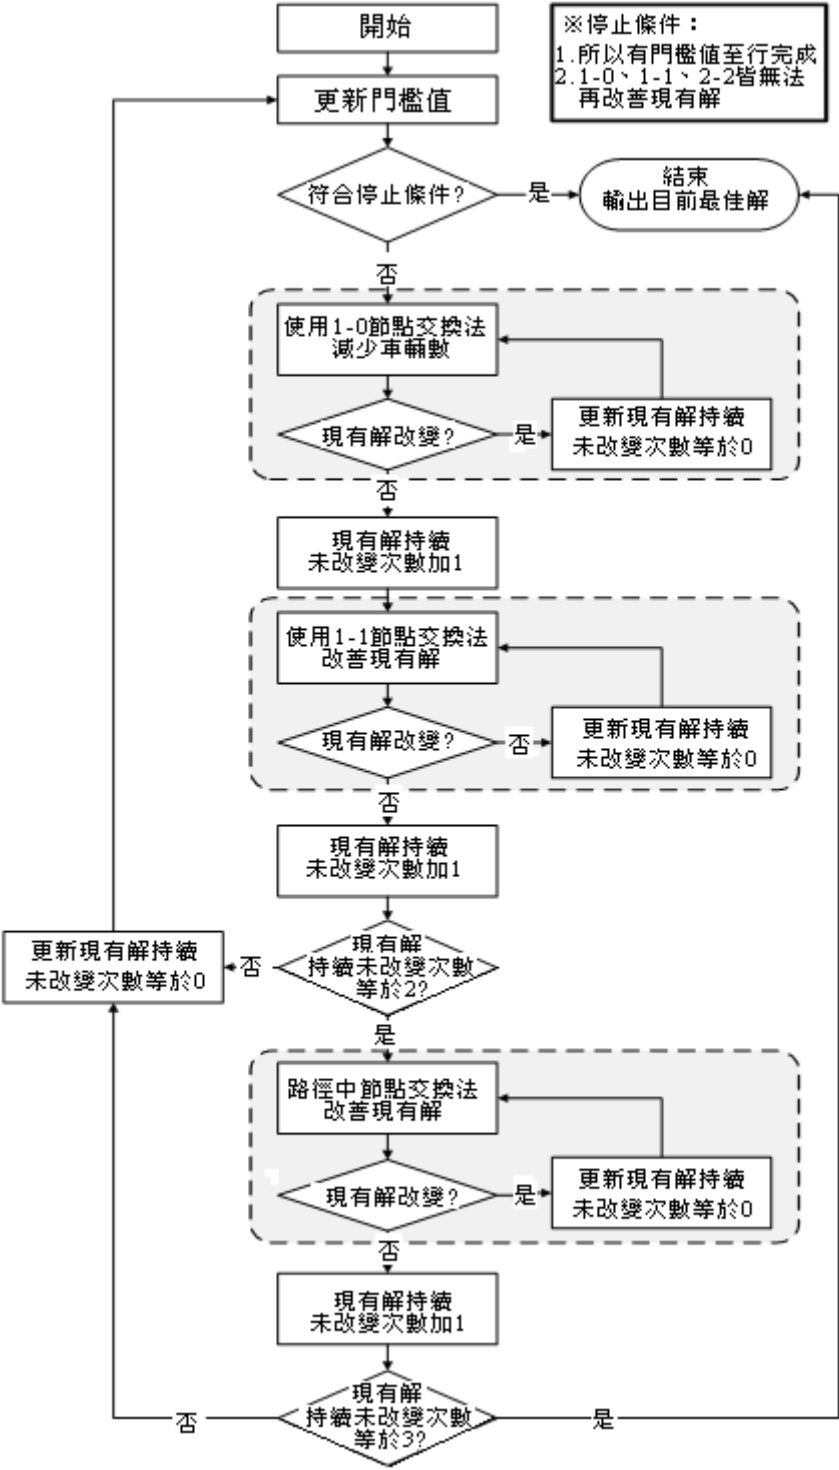 開始
※停止條件：
1.所以有門檻值至行完成
2.1-0、1-1、2-2皆無法
再改善現有解
更新門檻值
符合停止條件?
是
結束
輸出目前最佳解
否
使用1-0節點交換法
減少車輛數
現有解改變?
是
更新現有解持續
未改變次數等於0
否
現有解持續
未改變次數加1
使用1-1節點交換法
改善現有解
現有解改變?
否
更新現有解持續
未改變次數等於0
否
現有解持續
未改變次數加1
現有解
持續未改變次數
等於2?
否
更新現有解持續
未改變次數等於0
是
路徑中節點交換法
改善現有解
現有解改變?
是
更新現有解持續
未改變次數等於0
否
現有解持續
未改變次數加1
現有解
持續未改變次數
等於3?
否
是